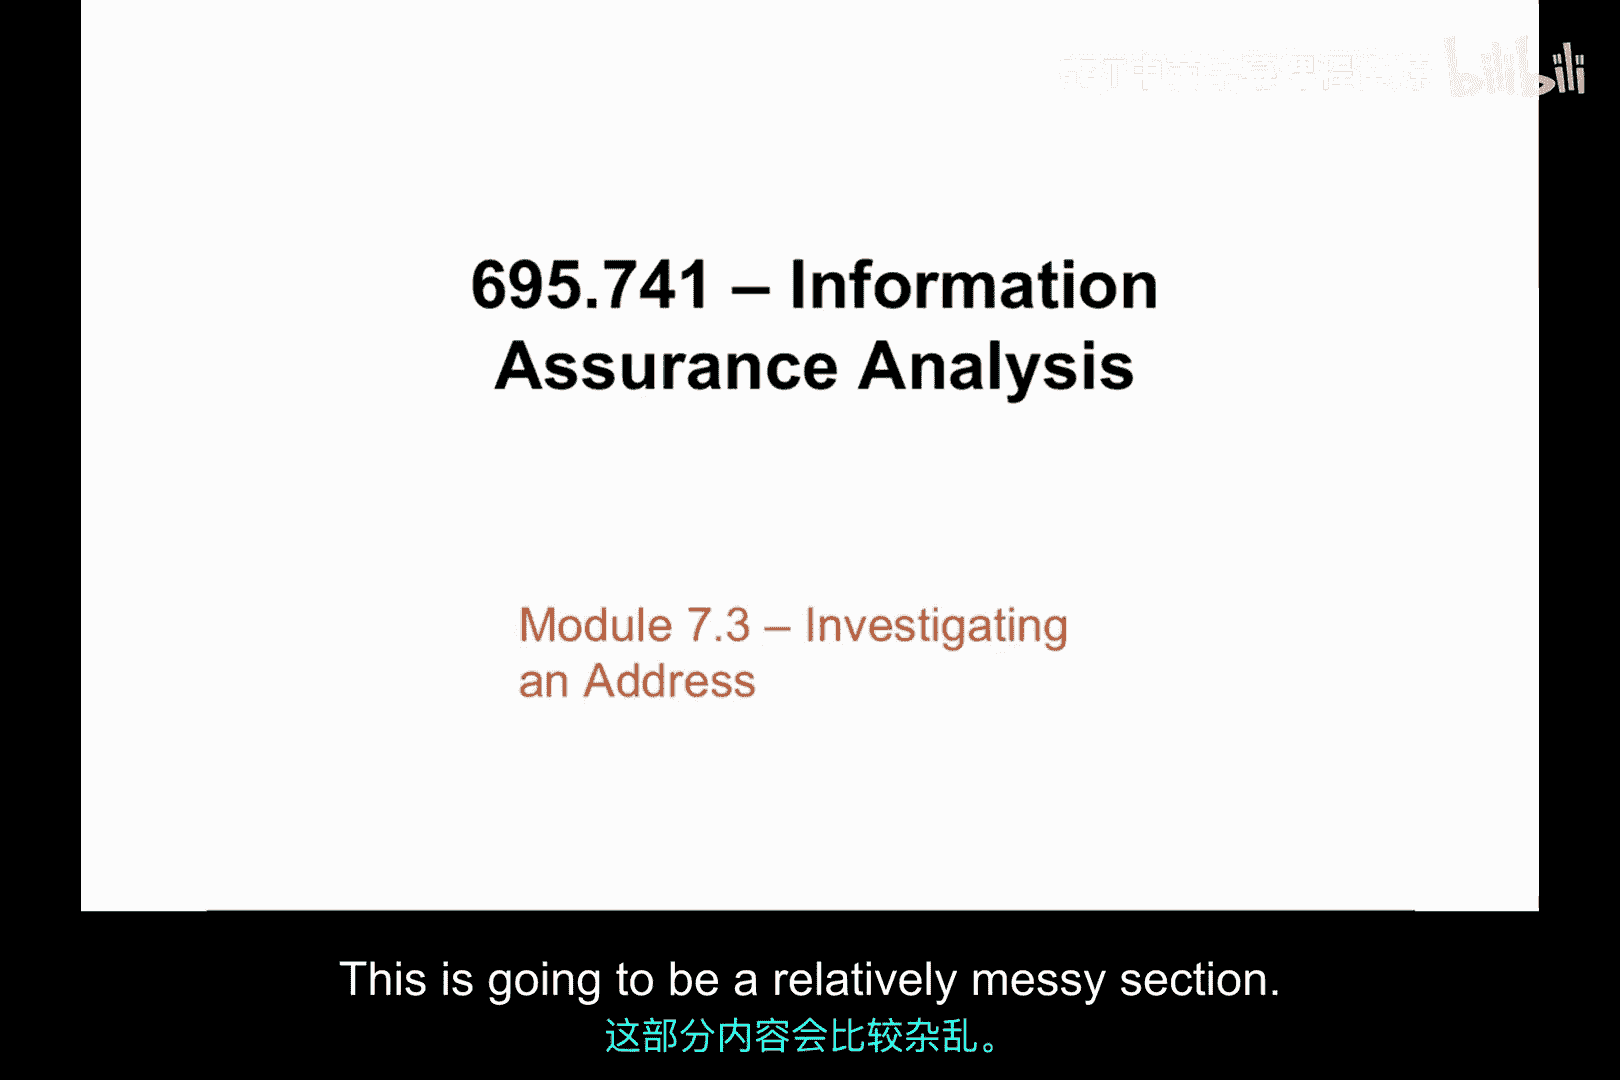 bilibili
695.741 – Information
Assurance Analysis
Module 7.3 – Investigating
an Address
This is going to be a relatively messy section.
这部分内容会比较杂乱。